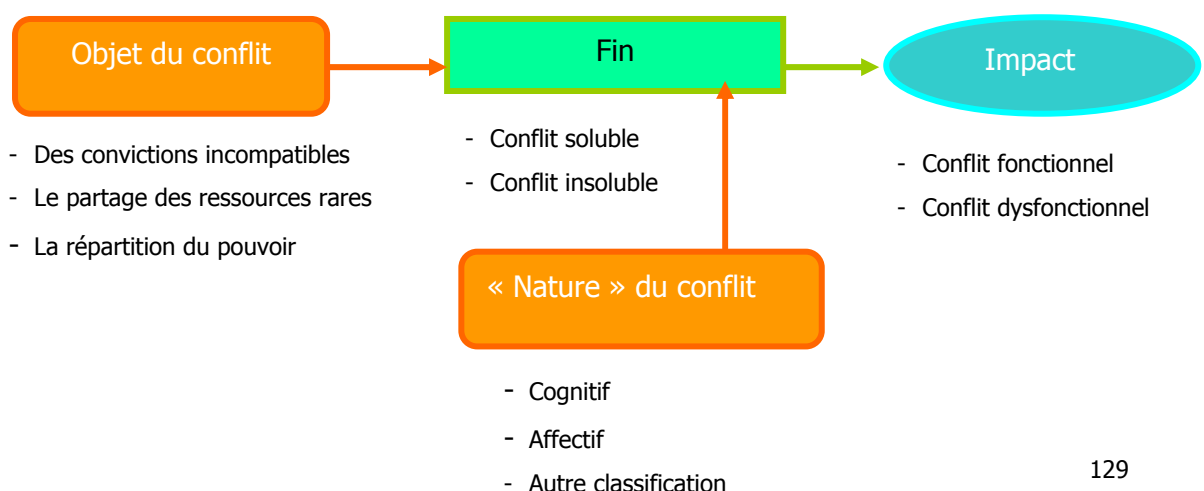 Objet du conflit
- Des convictions incompatibles
- Le partage des ressources rares
- La répartition du pouvoir
Fin
- Conflit soluble
- Conflit insoluble
« Nature » du conflit
- Cognitif
- Affectif
- Autre classification
Impact
- Conflit fonctionnel
- Conflit dysfonctionnel
129